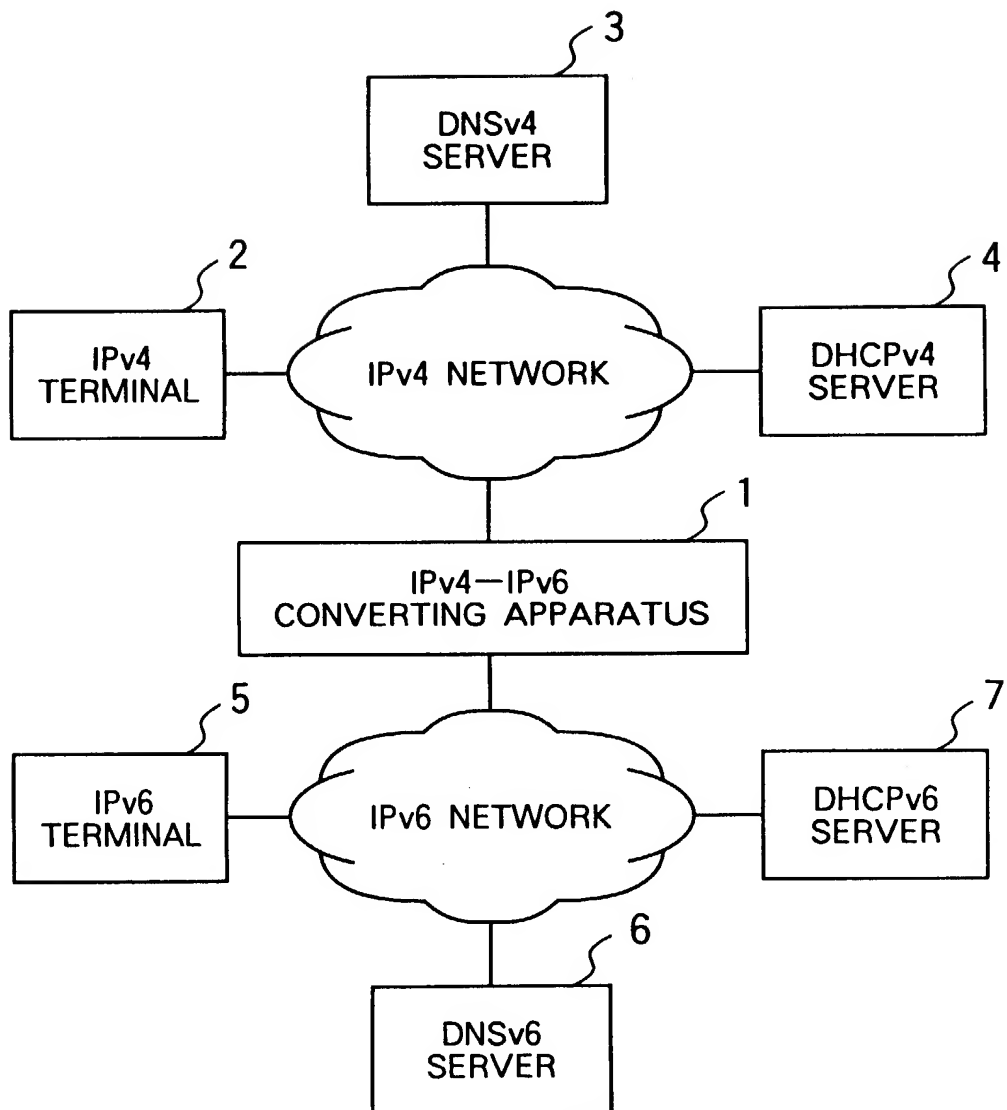 3
DNSv4
SERVER
2
4
IPv4
TERMINAL
IPv4 NETWORK
DHCPv4
SERVER
1
IPv4—IPv6
CONVERTING APPARATUS
5
7
IPv6
TERMINAL
IPv6 NETWORK
DHCPv6
SERVER
6
DNSv6
SERVER